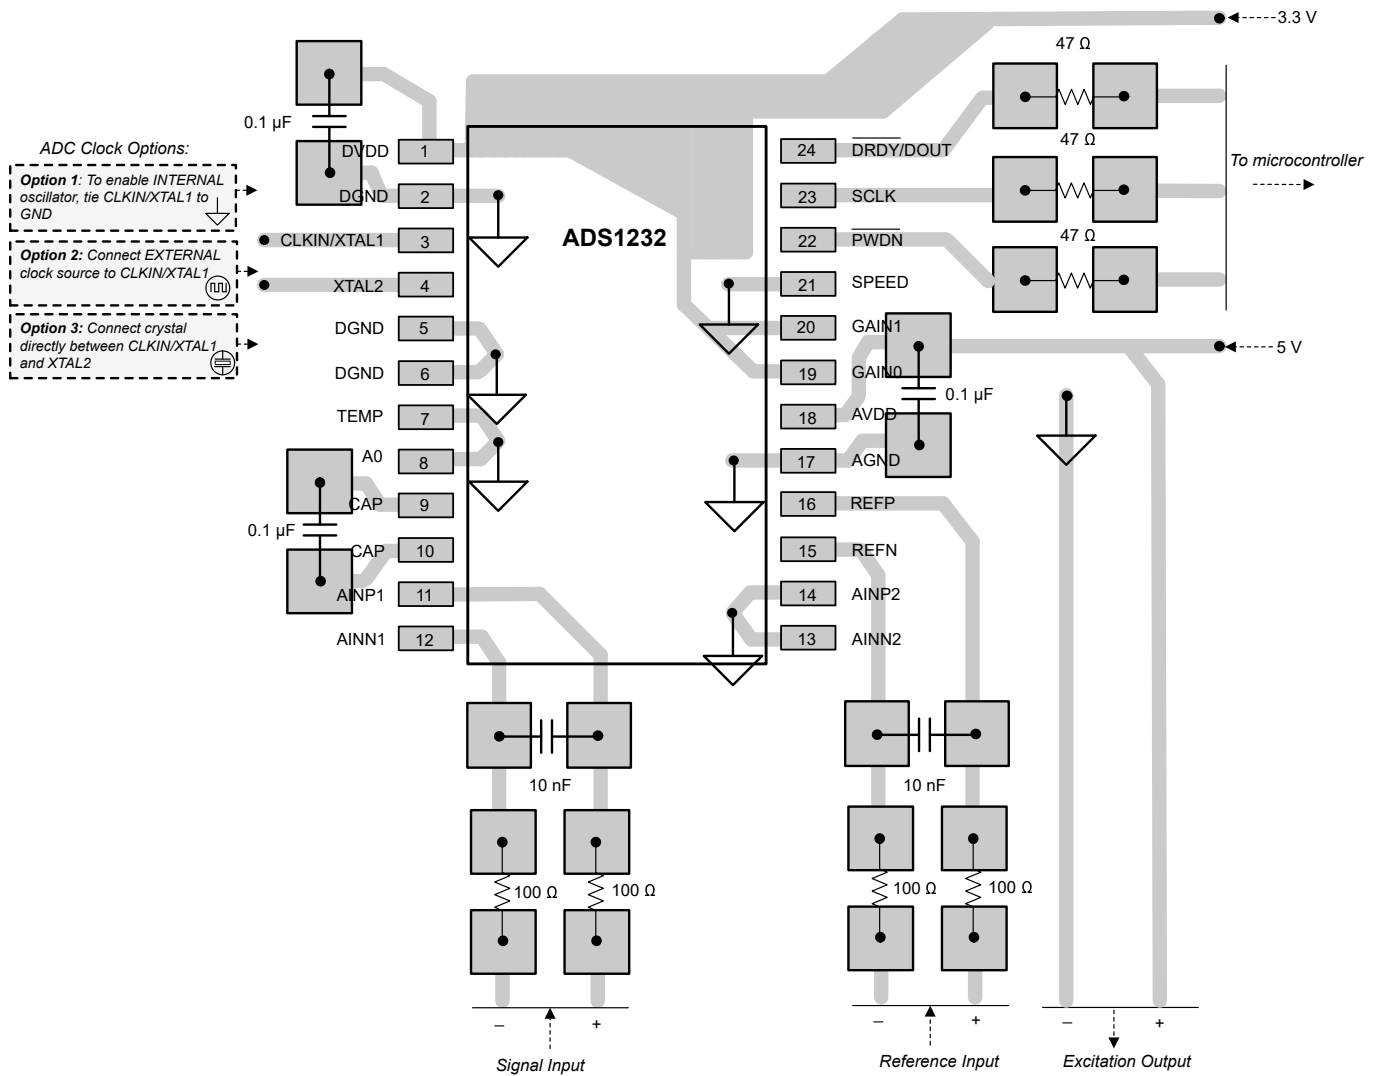 3.3 V
47 Ω
0.1 µF
47 Ω
ADC Clock Options:
Option 1: To enable INTERNAL
oscillator, tie CLKIN/XTAL1 to
GND
Option 2: Connect EXTERNAL
clock source to CLKIN/XTAL1
Option 3: Connect crystal
directly between CLKIN/XTAL1
and XTAL2
DVDD 1
DGND 2
CLKIN/XTAL1 3
XTAL2 4
DGND 5
DGND 6
TEMP 7
A0 8
CAP 9
CAP 10
AINP1 11
AINN1 12
0.1 µF
ADS1232
24 DRDY/DOUT
23 SCLK
22 PWDN
21 SPEED
20 GAIN1
19 GAIN0
18 AVDD
17 AGND
16 REFP
15 REFN
14 AINP2
13 AINN2
To microcontroller
47 Ω
5 V
0.1 µF
10 nF
10 nF
100 Ω
100 Ω
100 Ω
100 Ω
– +
– +
– +
Signal Input
Reference Input
Excitation Output